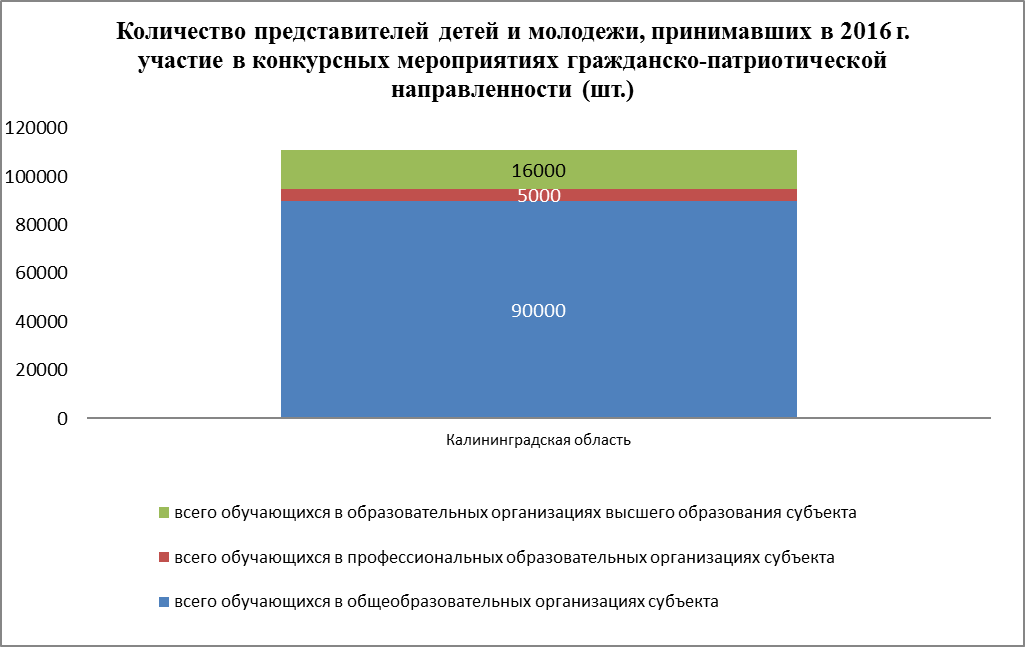 Количество представителей детей и молодежи, принимавших в 2016 г.
участие в конкурсных мероприятиях гражданско-патриотической
направленности (шт.)
120000
100000
80000
60000
40000
20000
0
16000
5000
90000
Калининградская область
всего обучающихся в образовательных организациях высшего образования субъекта
всего обучающихся в профессиональных образовательных организациях субъекта
всего обучающихся в общеобразовательных организациях субъекта